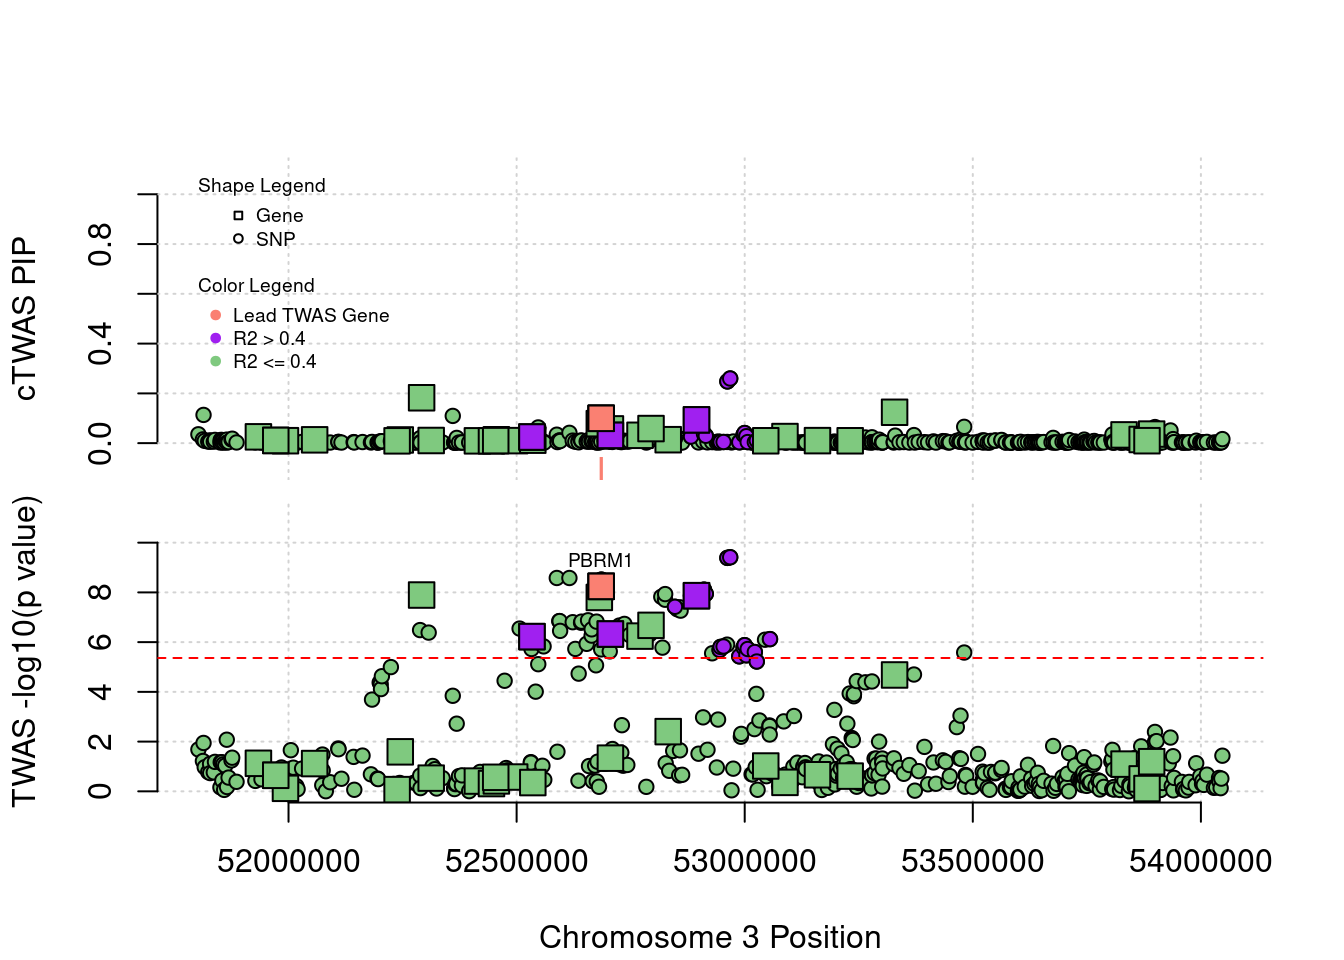 Shape Legend
Gene
SNP
Color Legend
Lead TWAS Gene
R2 > 0.4
R2 <= 0.4
cTWAS PIP
0.8
0.4
0.0
PBRM1
TWAS -log10(p value)
8
6
4
2
0
52000000 52500000 53000000 53500000 54000000
Chromosome 3 Position